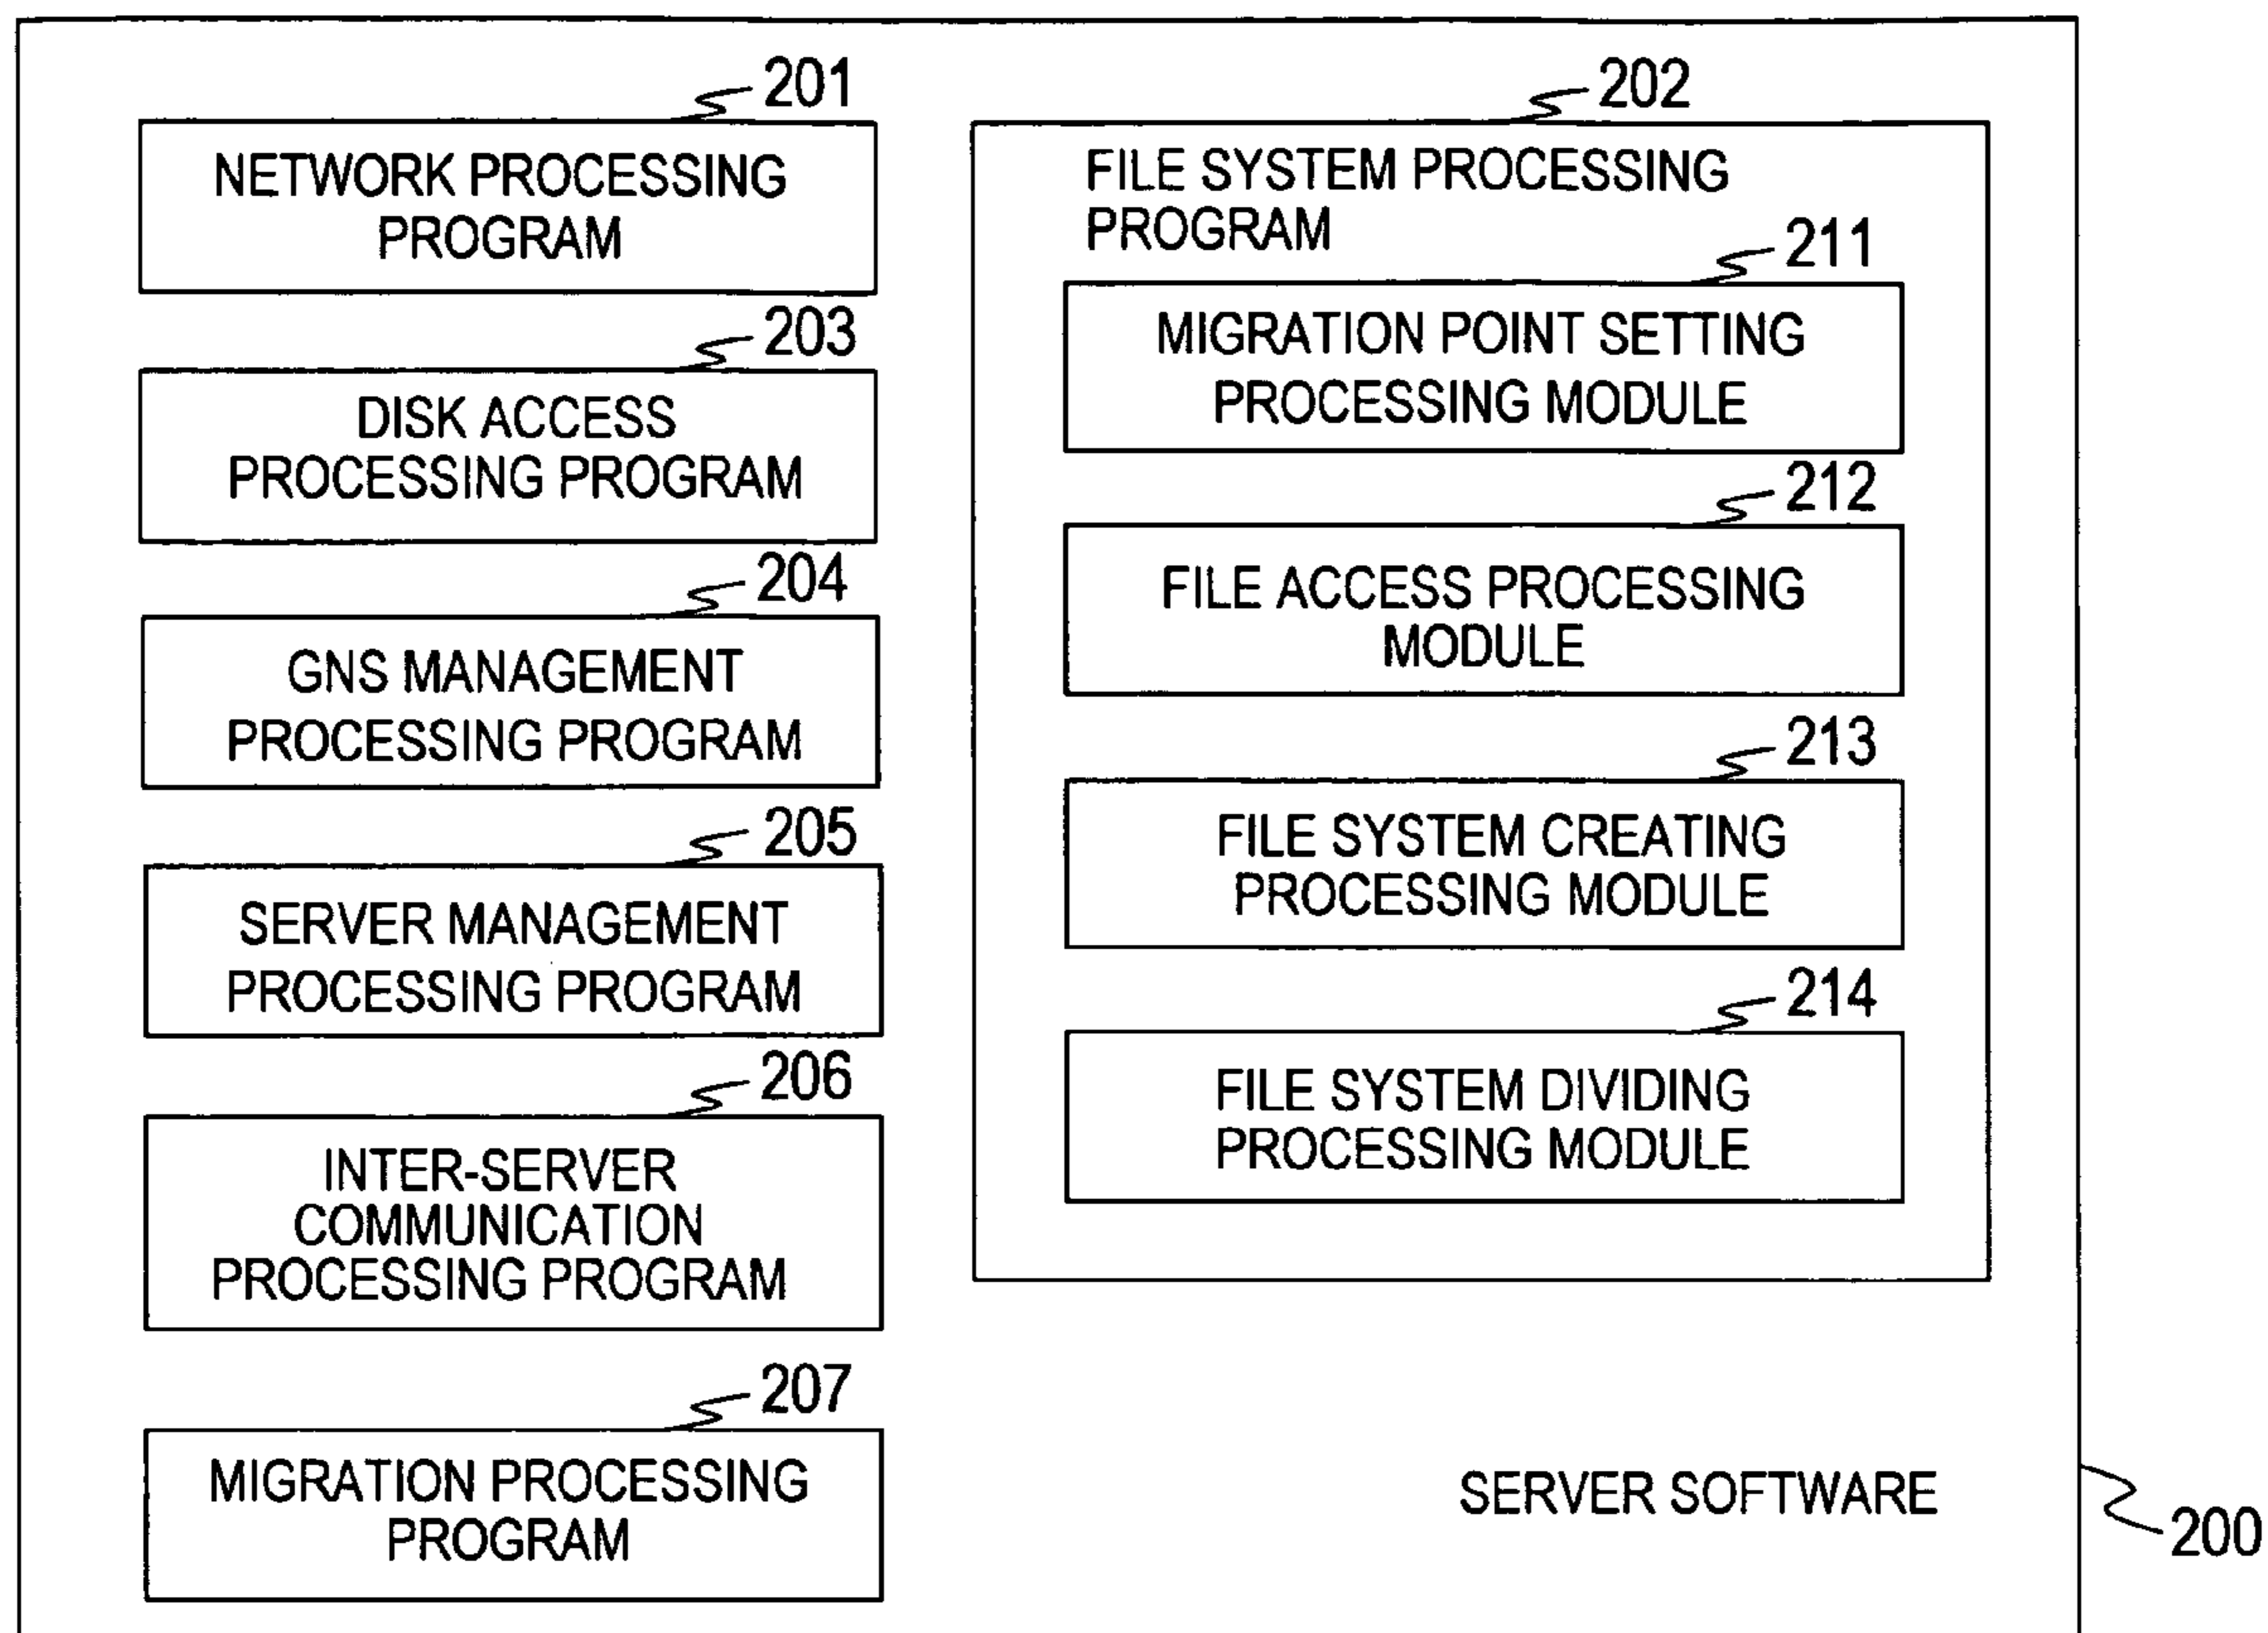 201
NETWORK PROCESSING
PROGRAM
203
DISK ACCESS
PROCESSING PROGRAM
204
GNS MANAGEMENT
PROCESSING PROGRAM
205
SERVER MANAGEMENT
PROCESSING PROGRAM
206
INTER-SERVER
COMMUNICATION
PROCESSING PROGRAM
207
MIGRATION PROCESSING
PROGRAM
202
FILE SYSTEM PROCESSING
PROGRAM
211
MIGRATION POINT SETTING
PROCESSING MODULE
212
FILE ACCESS PROCESSING
MODULE
213
FILE SYSTEM CREATING
PROCESSING MODULE
214
FILE SYSTEM DIVIDING
PROCESSING MODULE
SERVER SOFTWARE
200